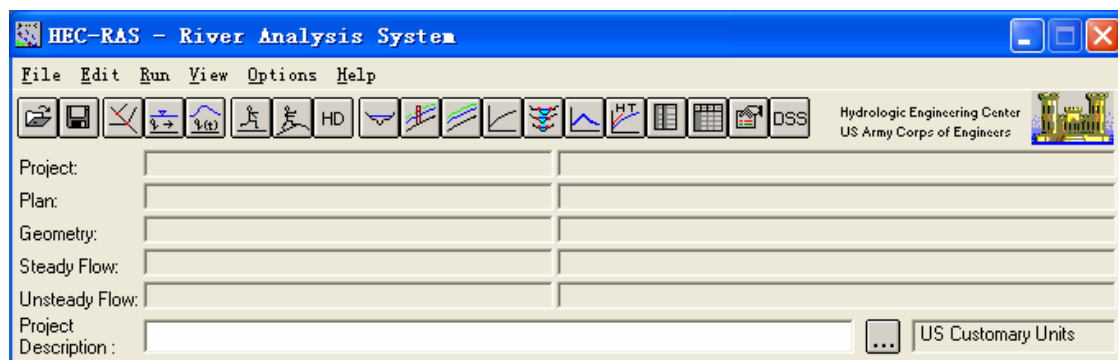 HEC-RAS - River Analysis System
File Edit Run View Options Help
HD
HT
DSS
Hydrologic Engineering Center
US Army Corps of Engineers
Project:
Plan:
Geometry:
Steady Flow:
Unsteady Flow:
Project
Description :
...
US Customary Units